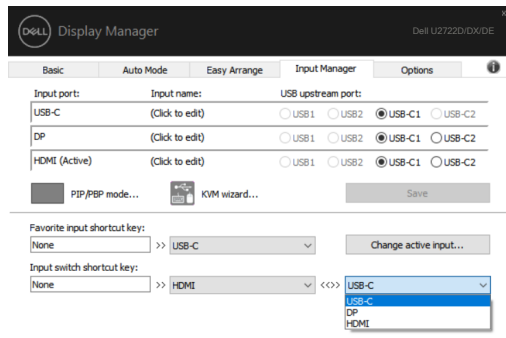 x
DELL Display Manager Dell U2722D/DX/DE
Basic Auto Mode Easy Arrange Input Manager Options i
Input port: Input name: USB upstream port:
USB-C (Click to edit) USB1 USB2 USB-C1 USB-C2
DP (Click to edit) USB1 USB2 USB-C1 USB-C2
HDMI (Active) (Click to edit) USB1 USB2 USB-C1 USB-C2
PIP/PBP mode... KVM wizard... Save
Favorite input shortcut key:
None >> USB-C Change active input...
Input switch shortcut key:
None >> HDMI <<>> USB-C
USB-C
DP
HDMI